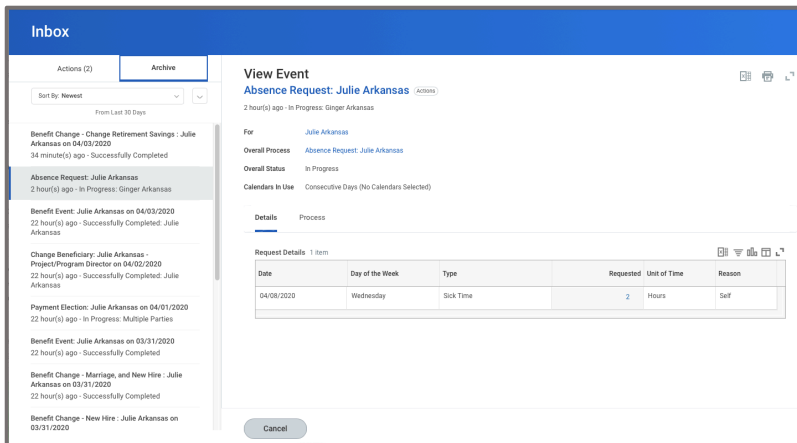 Inbox
Actions (2)
Archive
Sort By: Newest
From Last 30 Days
Benefit Change - Change Retirement Savings : Julie
Arkansas on 04/03/2020
34 minute(s) ago - Successfully Completed
Absence Request: Julie Arkansas
2 hour(s) ago - In Progress: Ginger Arkansas
Benefit Event: Julie Arkansas on 04/03/2020
22 hour(s) ago - Successfully Completed: Julie
Arkansas
Change Beneficiary: Julie Arkansas -
Project/Program Director on 04/02/2020
22 hour(s) ago - Successfully Completed: Julie
Arkansas
Payment Election: Julie Arkansas on 04/01/2020
22 hour(s) ago - In Progress: Multiple Parties
Benefit Event: Julie Arkansas on 03/31/2020
22 hour(s) ago - Successfully Completed
Benefit Change - Marriage, and New Hire : Julie
Arkansas on 03/31/2020
22 hour(s) ago - Successfully Completed
Benefit Change - New Hire : Julie Arkansas on
03/31/2020
View Event
Absence Request: Julie Arkansas Actions
2 hour(s) ago - In Progress: Ginger Arkansas
For Julie Arkansas
Overall Process Absence Request: Julie Arkansas
Overall Status In Progress
Calendars In Use Consecutive Days (No Calendars Selected)
Details Process
Request Details 1 item
Date Day of the Week Type Requested Unit of Time Reason
04/08/2020 Wednesday Sick Time 2 Hours Self
Cancel